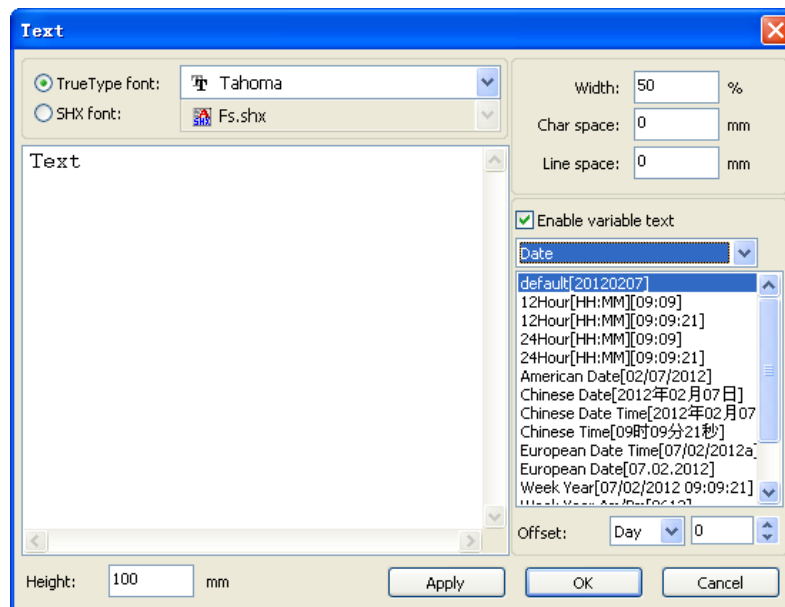 Text
TrueType font: Tahoma
SHX font: Fs.shx
Text
Width: 50 %
Char space: 0 mm
Line space: 0 mm
Enable variable text
Date
default[20120207]
12Hour[HH:MM][09:09]
12Hour[HH:MM][09:09:21]
24Hour[HH:MM][09:09]
24Hour[HH:MM][09:09:21]
American Date[02/07/2012]
Chinese Date[2012年02月07日]
Chinese Date Time[2012年02月07
Chinese Time[09时09分21秒]
European Date Time[07/02/2012a]
European Date[07.02.2012]
Week Year[07/02/2012 09:09:21]
Offset: Day 0
Height: 100 mm
Apply OK Cancel